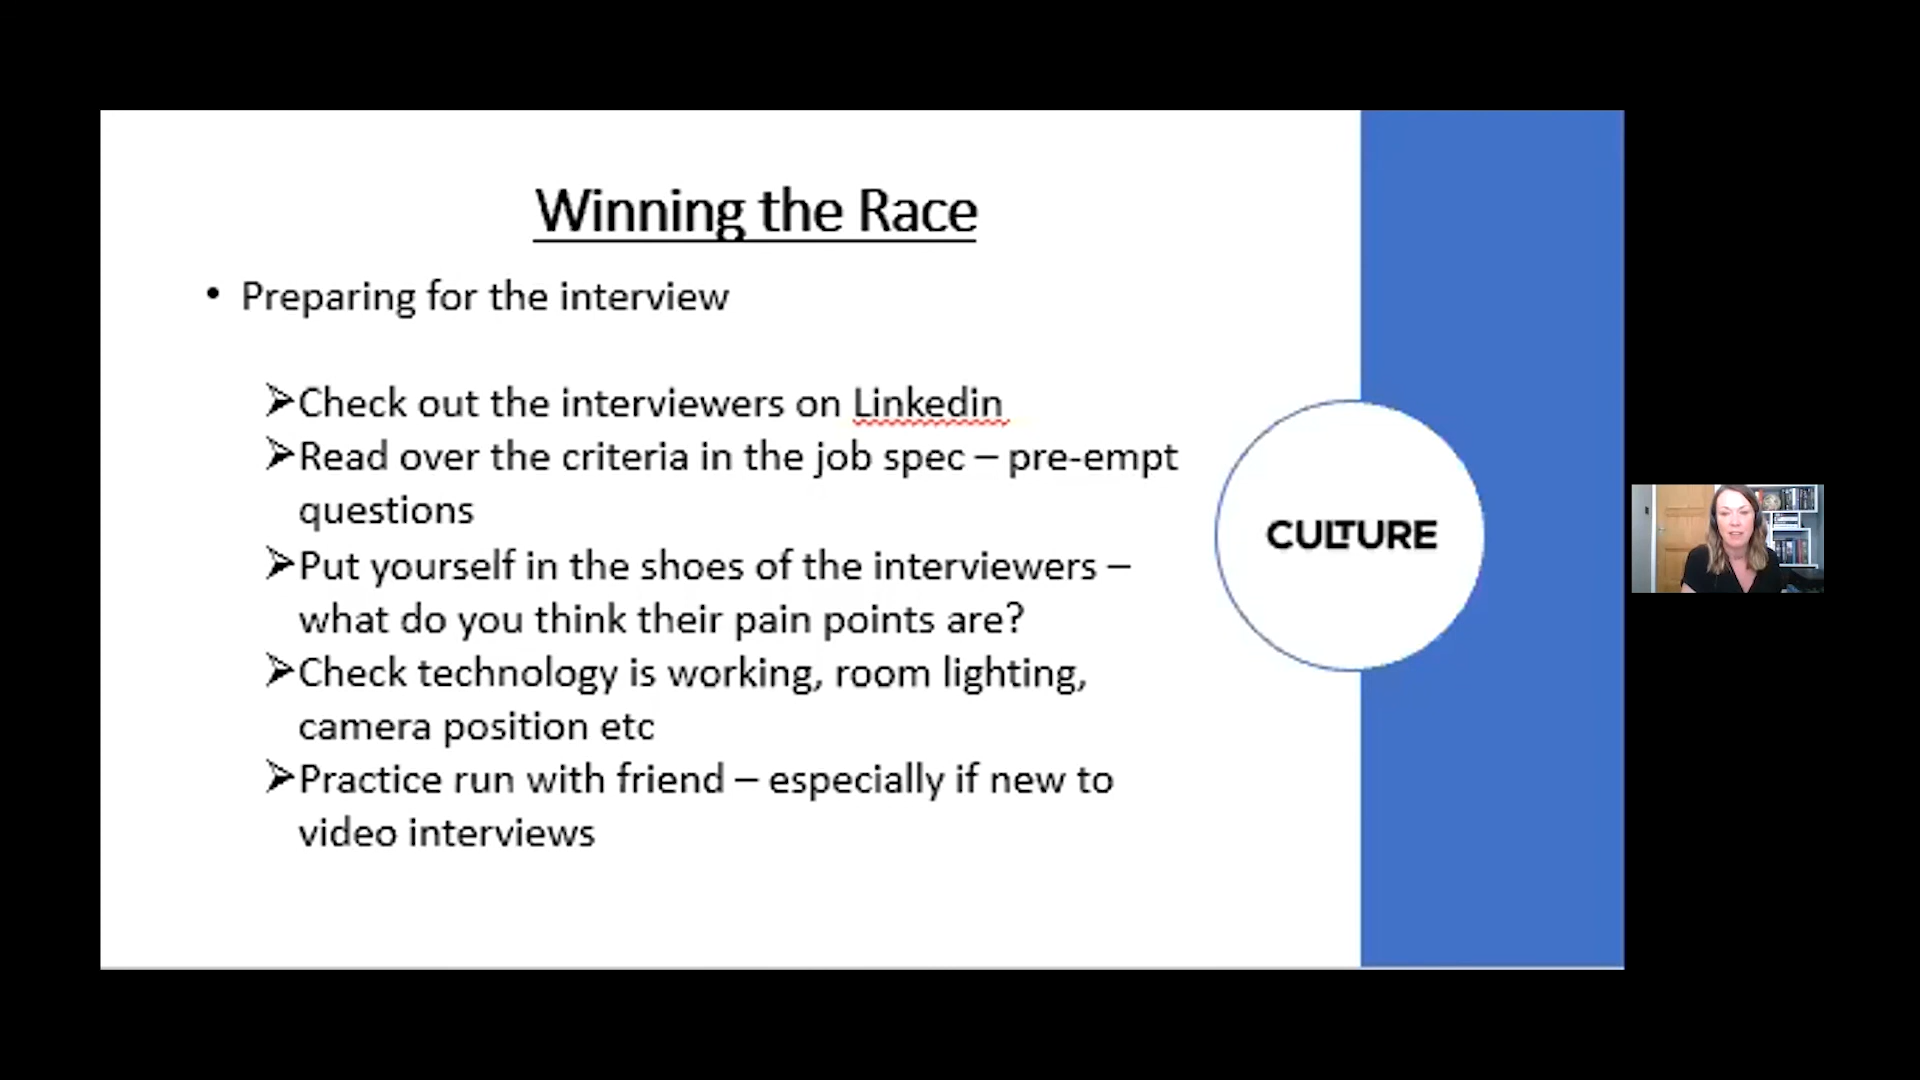 Winning the Race
• Preparing for the interview
➢Check out the interviewers on Linkedin
➢Read over the criteria in the job spec – pre-empt
questions
➢Put yourself in the shoes of the interviewers –
what do you think their pain points are?
➢Check technology is working, room lighting,
camera position etc
➢Practice run with friend – especially if new to
video interviews
CULTURE